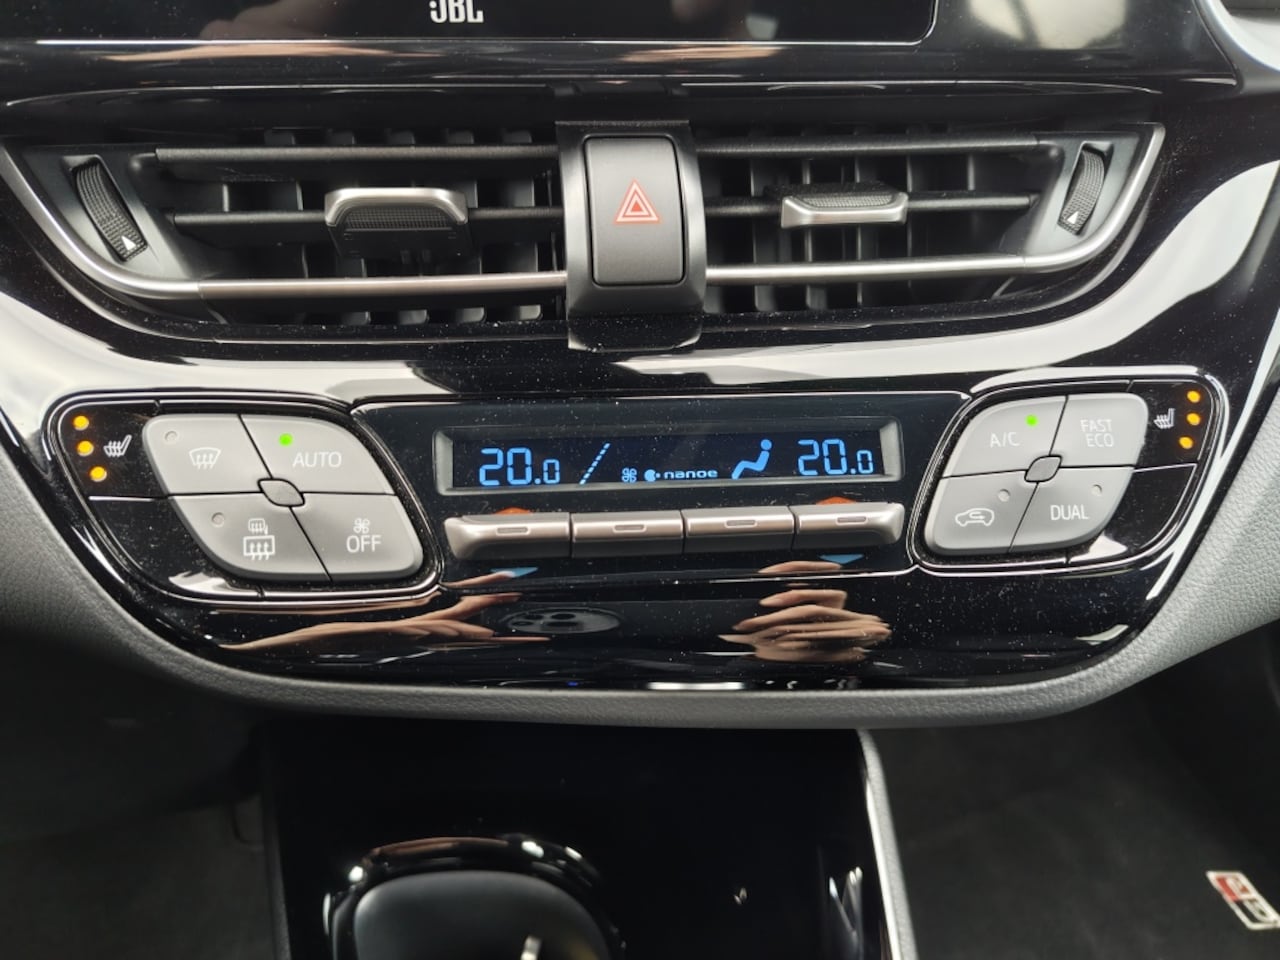 JBL
AUTO
OFF
20.0
nanoe
20.0
A/C
FAST
ECO
DUAL